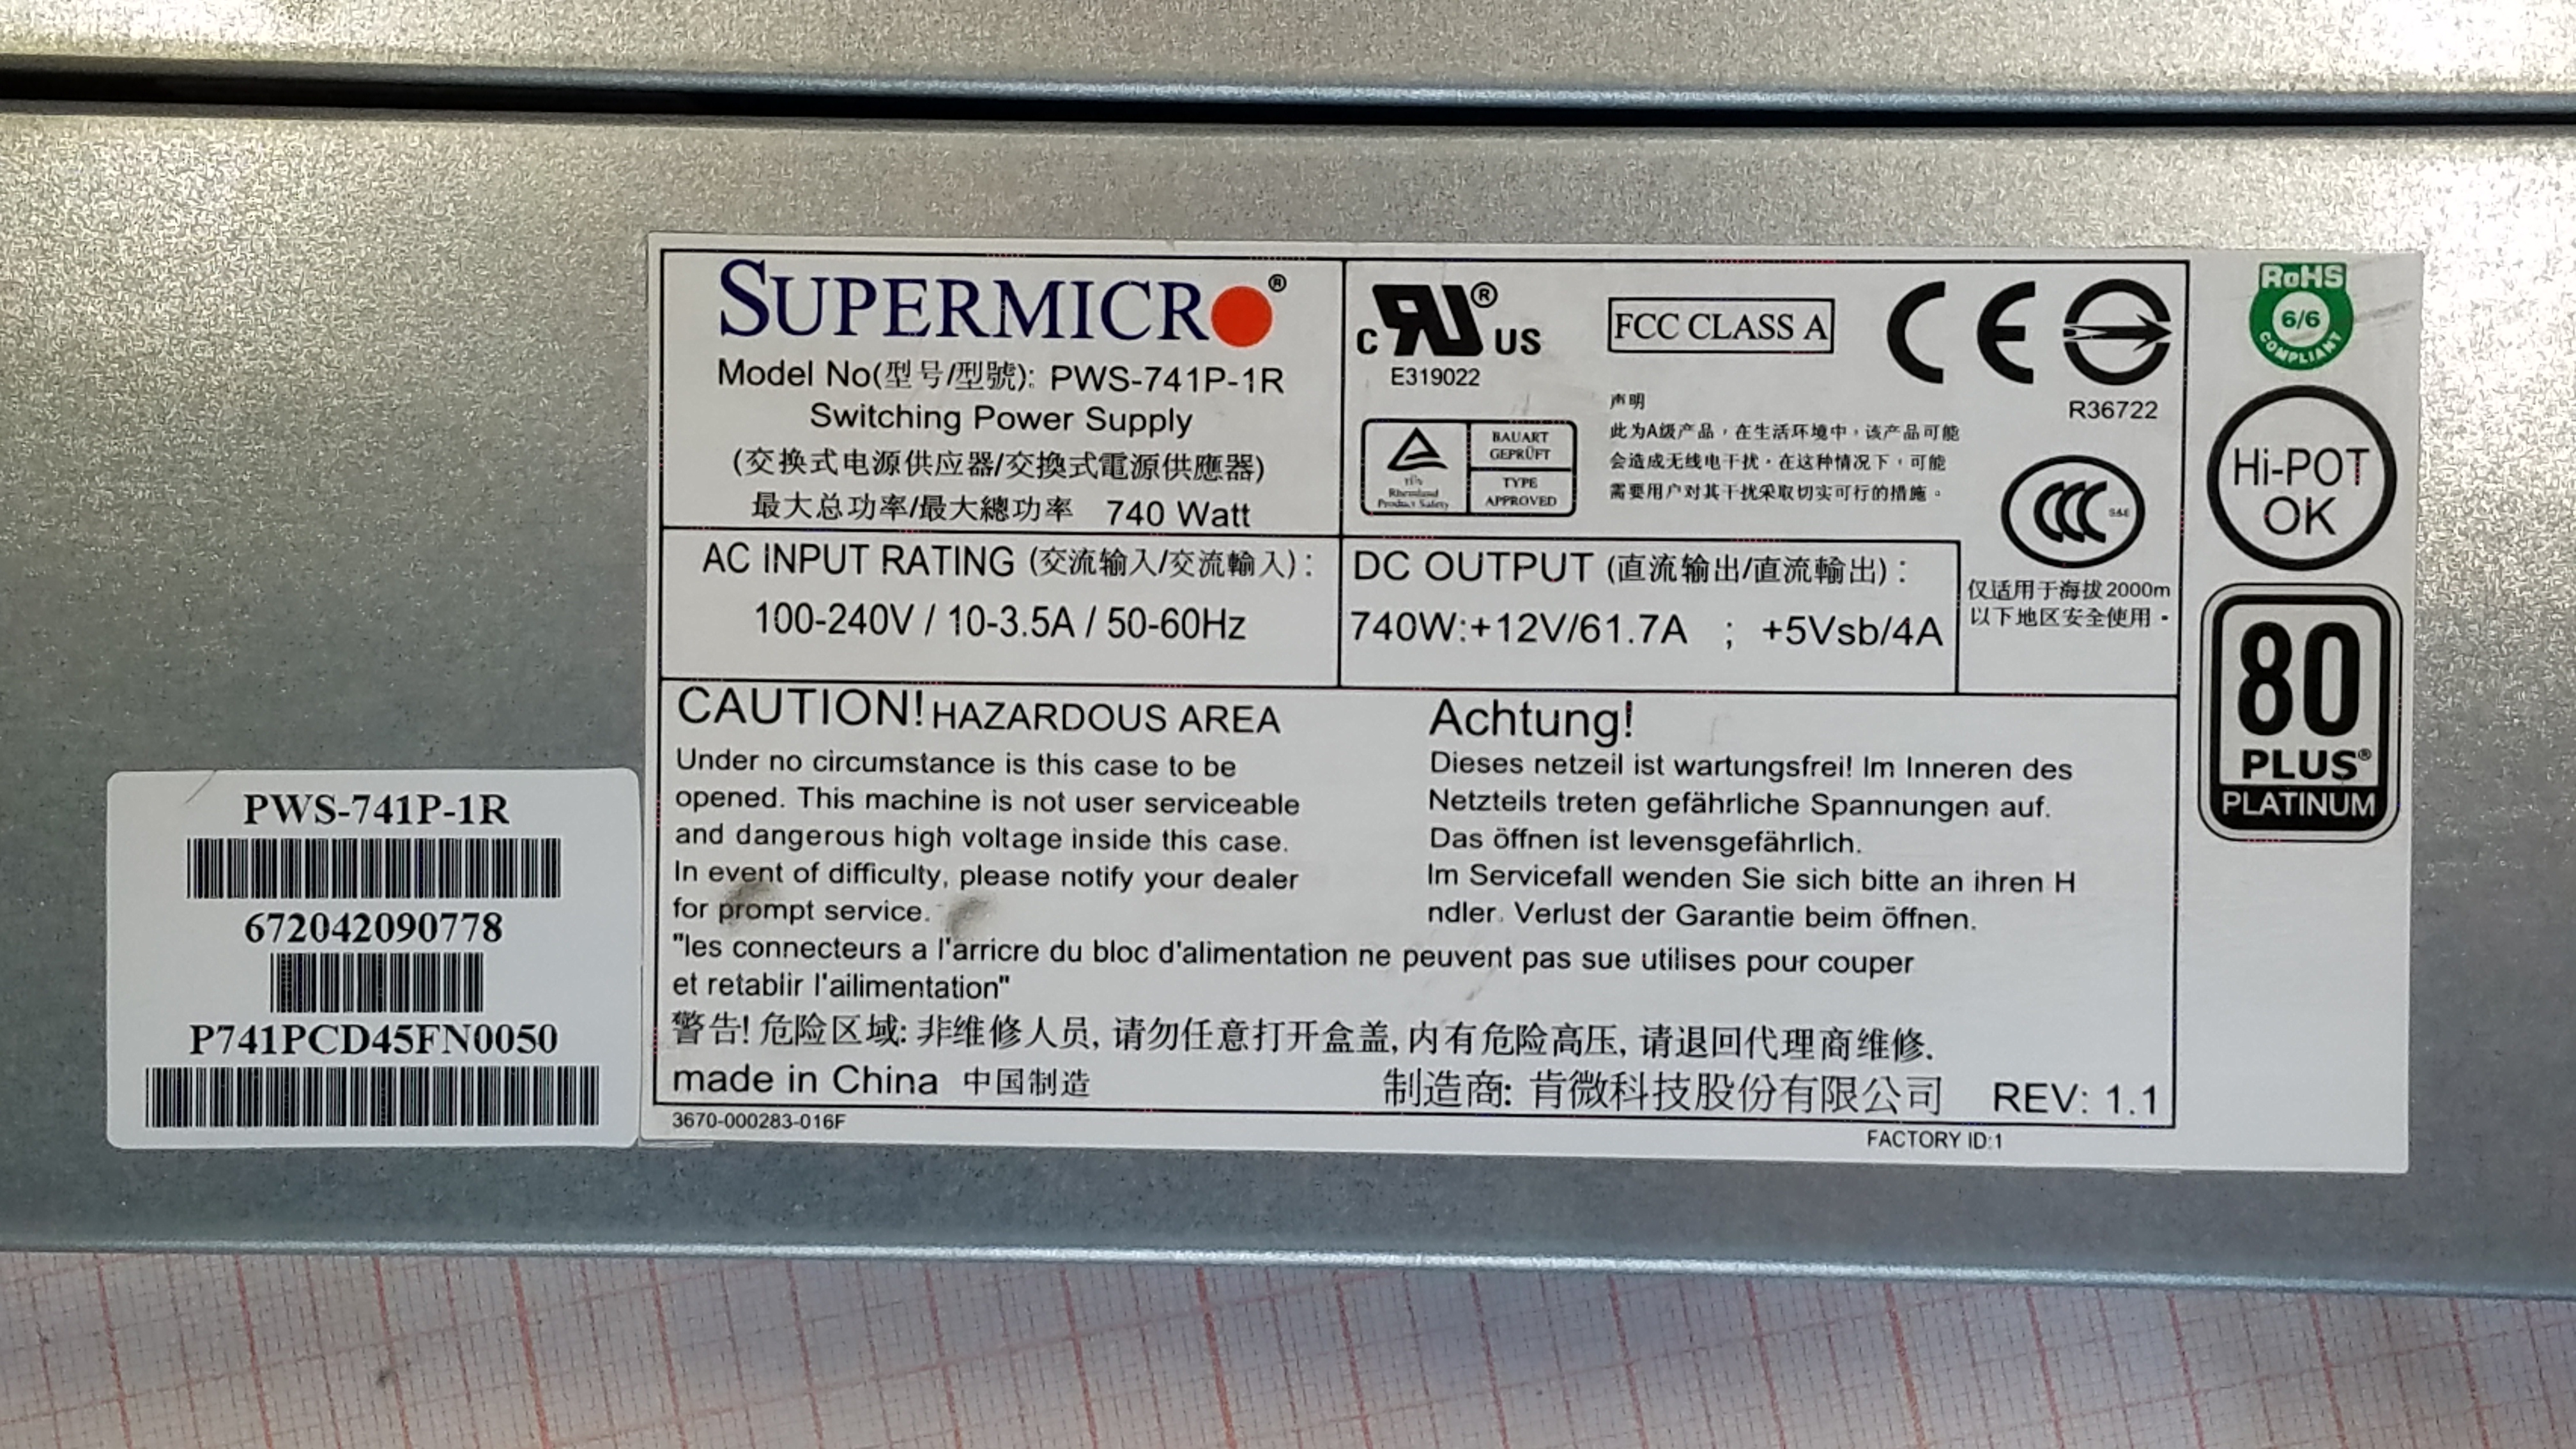 SUPERMICRO®
Model No(型号/型號): PWS-741P-1R
Switching Power Supply
(交换式电源供应器/交換式電源供應器)
最大总功率/最大總功率 740 Watt
AC INPUT RATING (交流输入/交流輸入) :
100-240V / 10-3.5A / 50-60Hz
C RU® US
E319022
FCC CLASS A
CE
R36722
TÜV
Rheinland
Product Safety
BAUART
GEPRÜFT
TYPE
APPROVED
声明
此为A级产品，在生活环境中，该产品可能
会造成无线电干扰。在这种情况下，可能
需要用户对其干扰采取切实可行的措施。
CCC S&E
仅适用于海拔2000m
以下地区安全使用。
DC OUTPUT (直流输出/直流輸出) :
740W:+12V/61.7A ; +5Vsb/4A
RoHS
6/6
COMPLIANT
Hi-POT
OK
80
PLUS®
PLATINUM
CAUTION! HAZARDOUS AREA
Under no circumstance is this case to be
opened. This machine is not user serviceable
and dangerous high voltage inside this case.
In event of difficulty, please notify your dealer
for prompt service.
Achtung!
Dieses netzeil ist wartungsfrei! Im Inneren des
Netzteils treten gefährliche Spannungen auf.
Das öffnen ist levensgefährlich.
Im Servicefall wenden Sie sich bitte an ihren H
ndler. Verlust der Garantie beim öffnen.
"les connecteurs a l'arricre du bloc d'alimentation ne peuvent pas sue utilises pour couper
et retablir l'ailimentation"
警告! 危险区域: 非维修人员, 请勿任意打开盒盖, 内有危险高压, 请退回代理商维修.
made in China 中国制造
制造商: 肯微科技股份有限公司 REV: 1.1
3670-000283-016F
FACTORY ID:1
PWS-741P-1R
672042090778
P741PCD45FN0050